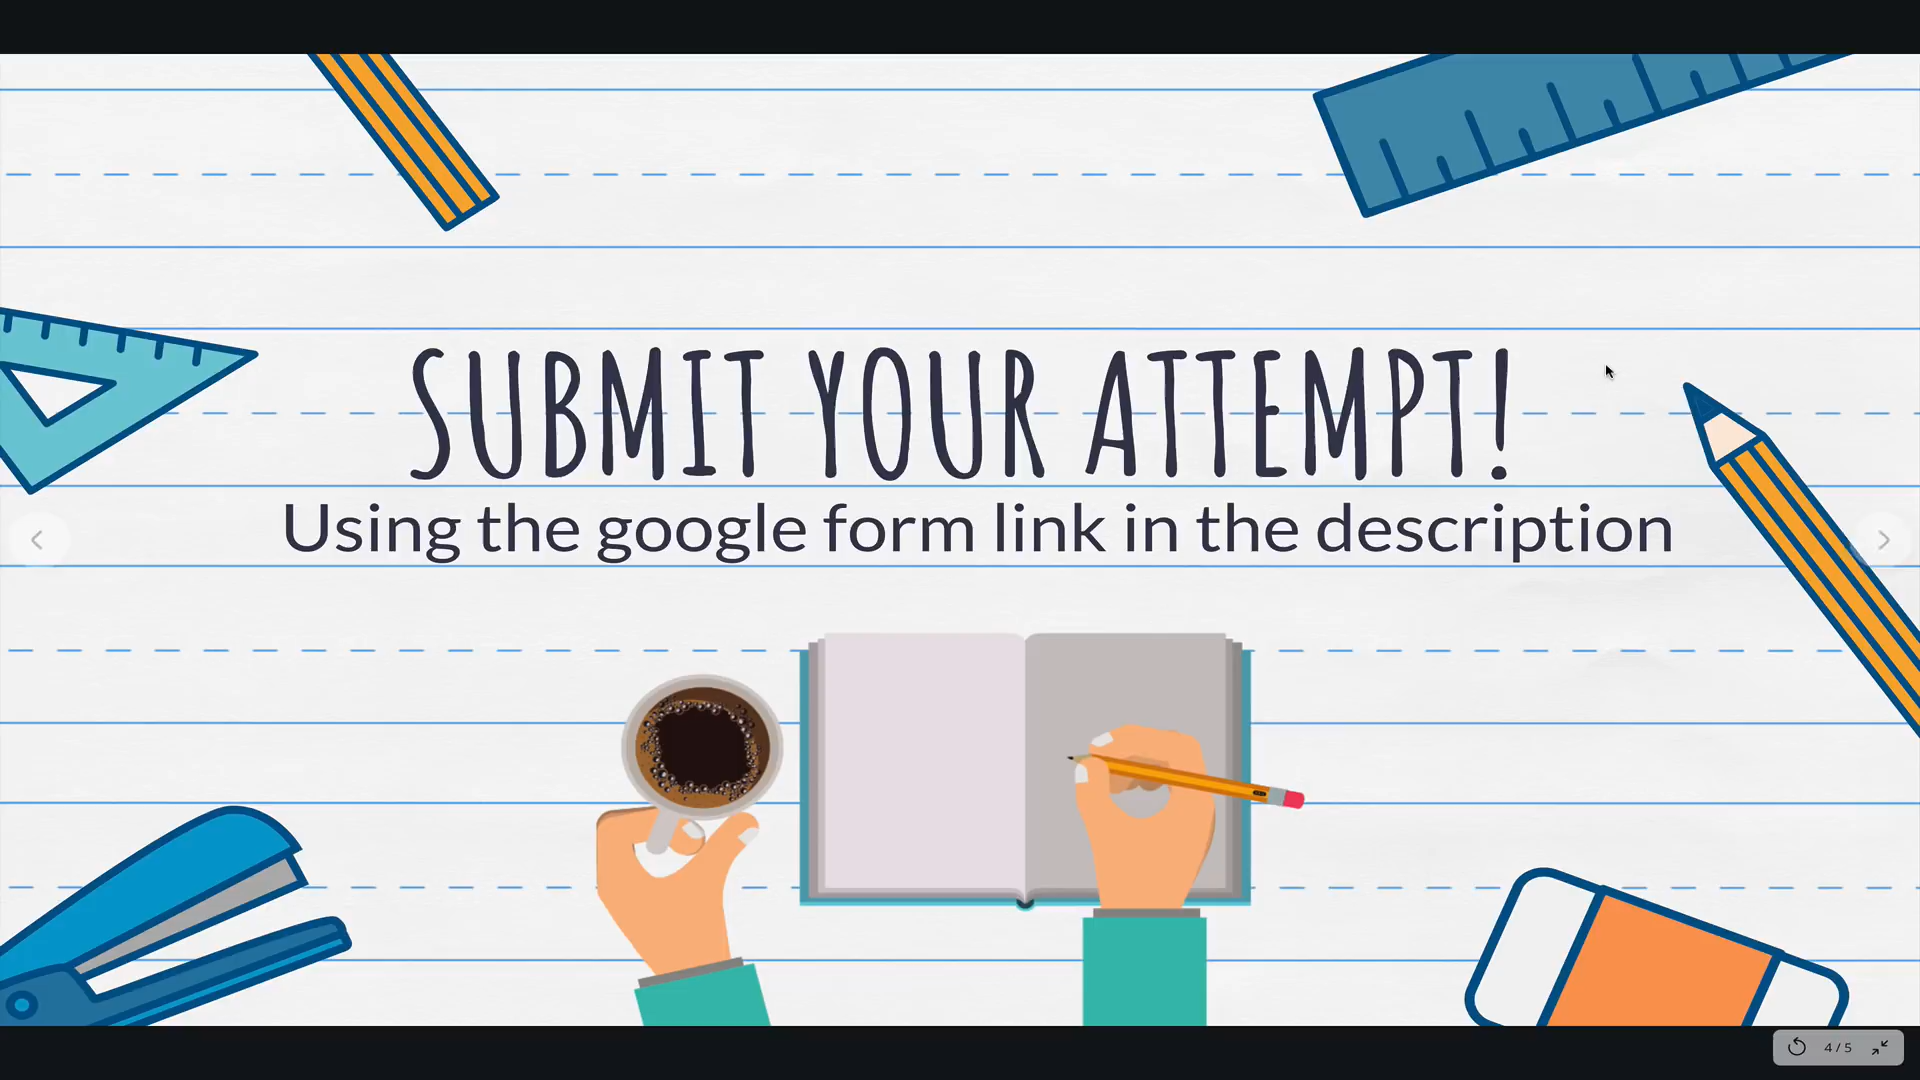 SUBMIT YOUR ATTEMPT!
Using the google form link in the description
4 / 5